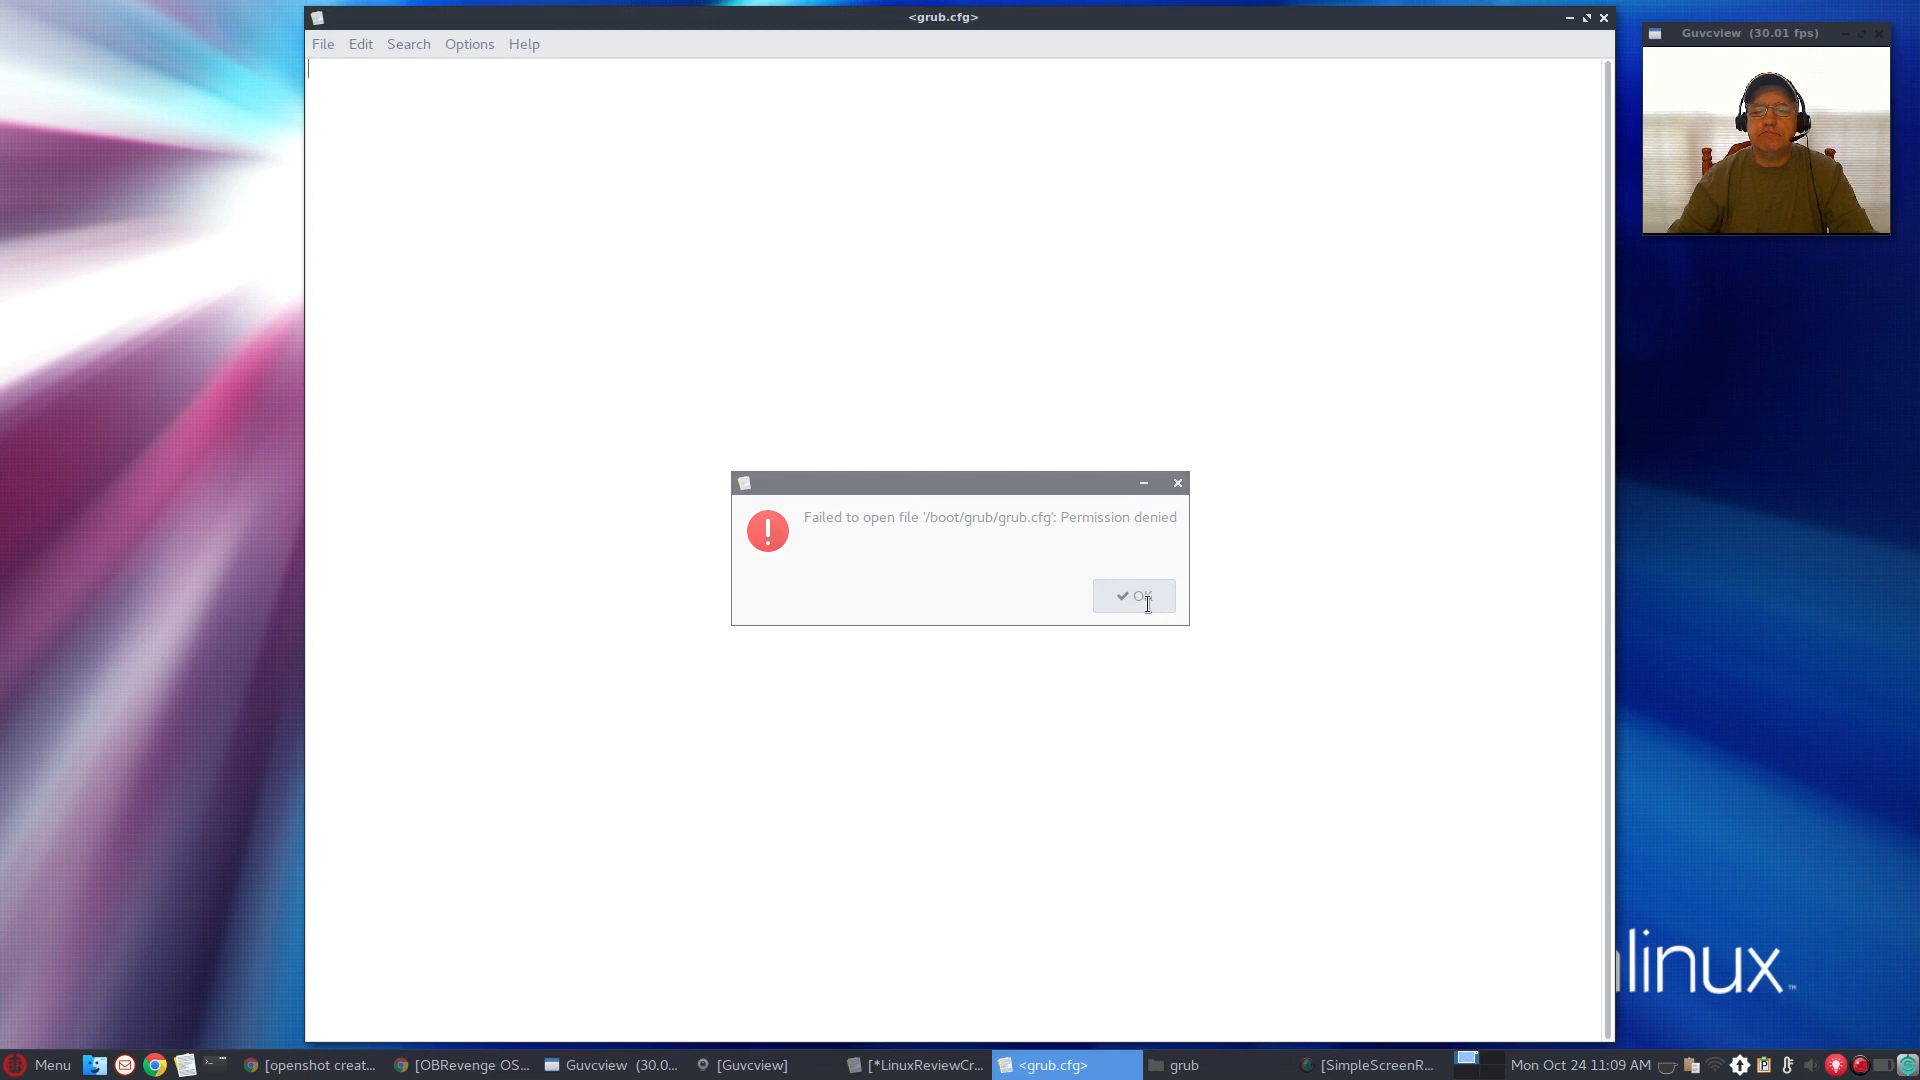 <grub.cfg>
File Edit Search Options Help
Guvcview (30.01 fps)
Failed to open file '/boot/grub/grub.cfg': Permission denied
OK
linux™
Menu
[openshot creat...
[OBRevenge OS...
Guvcview (30.0...
[Guvcview]
[*LinuxReviewCr...
<grub.cfg>
grub
[SimpleScreenR...
Mon Oct 24 11:09 AM